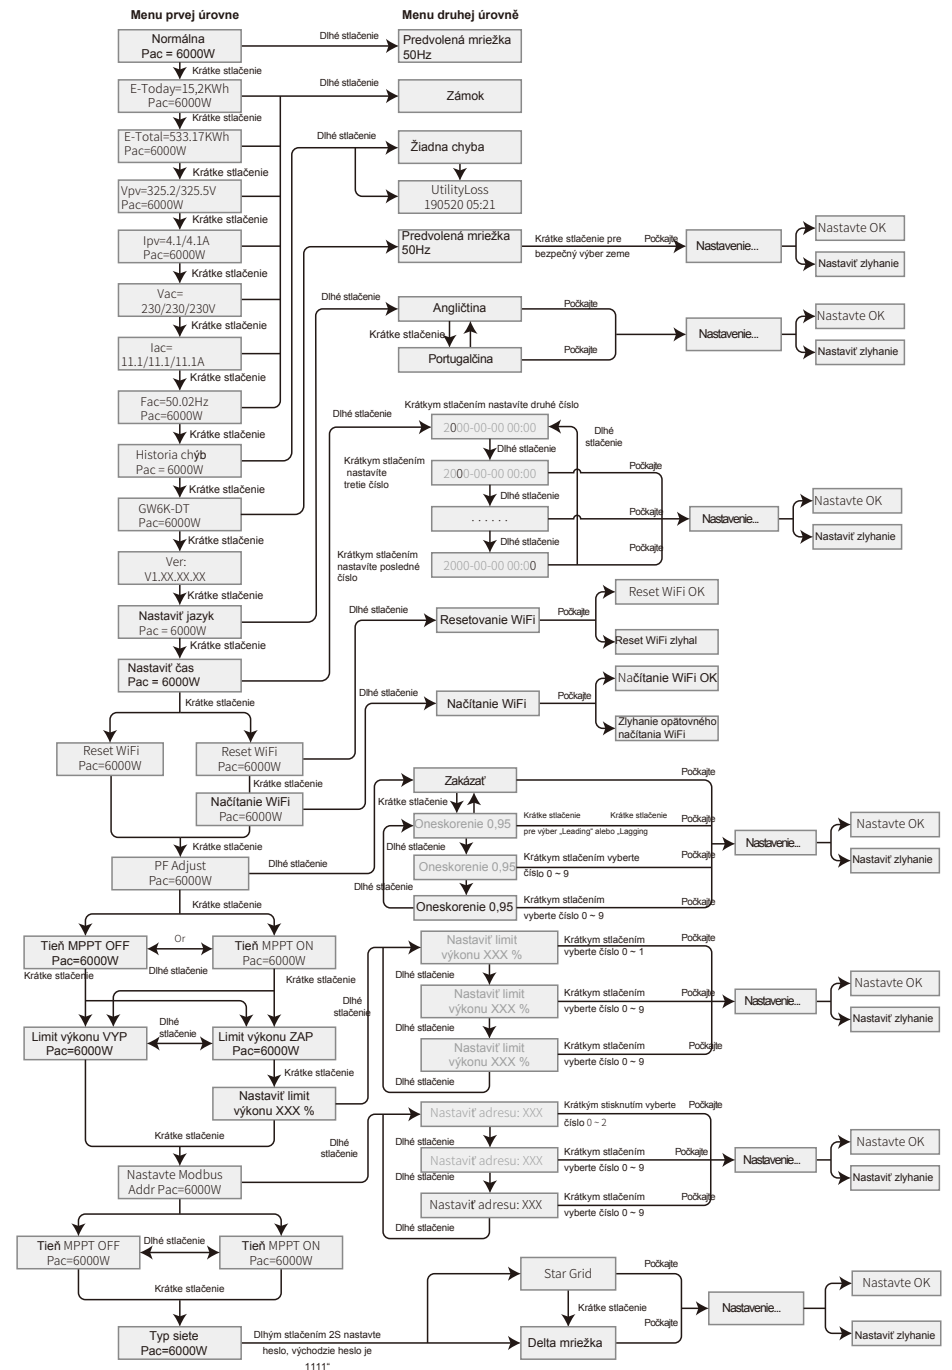 Menu prvej úrovne
Menu druhej úrovně
Normálna
Pac = 6000W
Dlhé stlačenie
Predvolená mriežka
50Hz
Krátke stlačenie
E-Today=15,2KWh
Pac=6000W
Dlhé stlačenie
Zámok
Krátke stlačenie
E-Total=533.17KWh
Pac=6000W
Dlhé stlačenie
Žiadna chyba
Krátke stlačenie
Vpv=325.2/325.5V
Pac=6000W
UtilityLoss
190520 05:21
Krátke stlačenie
Ipv=4.1/4.1A
Pac=6000W
Dlhé stlačenie
Predvolená mriežka
50Hz
Krátke stlačenie pre
bezpečný výber zeme
Počkajte
Nastavenie...
Nastavte OK
Nastaviť zlyhanie
Krátke stlačenie
Vac=
230/230/230V
Dlhé stlačenie
Angličtina
Krátke stlačenie
Portugalčina
Počkajte
Počkajte
Nastavenie...
Nastavte OK
Nastaviť zlyhanie
Krátke stlačenie
Iac=
11.1/11.1/11.1A
Krátke stlačenie
Fac=50.02Hz
Pac=6000W
Krátke stlačenie
Historia chýb
Pac = 6000W
Krátke stlačenie
GW6K-DT
Pac=6000W
Krátke stlačenie
Ver:
V1.XX.XX.XX
Krátke stlačenie
Nastaviť jazyk
Pac = 6000W
Krátke stlačenie
Nastaviť čas
Pac = 6000W
Dlhé stlačenie
Krátkym stlačením nastavíte druhé číslo
2000-00-00 00:00
Dlhé
stlačenie
Dlhé stlačenie
Krátkym stlačením
nastavíte
tretie číslo
2000-00-00 00:00
Počkajte
Dlhé stlačenie
. . . . . .
Počkajte
Dlhé stlačenie
Krátkym stlačením
nastavíte posledné
číslo
2000-00-00 00:00
Počkajte
Nastavenie...
Nastavte OK
Nastaviť zlyhanie
Dlhé stlačenie
Resetovanie WiFi
Počkajte
Reset WiFi OK
Reset WiFi zlyhal
Dlhé stlačenie
Načítanie WiFi
Počkajte
Načítanie WiFi OK
Zlyhanie opätovného
načítania WiFi
Krátke stlačenie
Reset WiFi
Pac=6000W
Reset WiFi
Pac=6000W
Krátke stlačenie
Načítanie WiFi
Pac=6000W
Krátke stlačenie
PF Adjust
Pac=6000W
Dlhé stlačenie
Zakázať
Počkajte
Krátke stlačenie
Oneskorenie 0,95
Krátke stlačenie
Krátke stlačenie
pre výber „Leading" alebo „Lagging
Počkajte
Dlhé stlačenie
Oneskorenie 0,95
Krátkym stlačením vyberte
číslo 0 ~ 9
Počkajte
Dlhé stlačenie
Oneskorenie 0,95
Krátkym stlačením
vyberte číslo 0 ~ 9
Počkajte
Nastavenie...
Nastavte OK
Nastaviť zlyhanie
Krátke stlačenie
Tieň MPPT OFF
Pac=6000W
Or
Dlhé stlačenie
Tieň MPPT ON
Pac=6000W
Krátke stlačenie
Krátke stlačenie
Limit výkonu VYP
Pac=6000W
Dlhé
stlačenie
Limit výkonu ZAP
Pac=6000W
Krátke stlačenie
Nastaviť limit
výkonu XXX %
Dlhé
stlačenie
Nastaviť limit
výkonu XXX %
Krátkym stlačením
vyberte číslo 0 ~ 1
Počkajte
Dlhé stlačenie
Nastaviť limit
výkonu XXX %
Krátkym stlačením
vyberte číslo 0 ~ 9
Počkajte
Dlhé stlačenie
Nastaviť limit
výkonu XXX %
Krátkym stlačením
vyberte číslo 0 ~ 9
Počkajte
Dlhé stlačenie
Nastavenie...
Nastavte OK
Nastaviť zlyhanie
Krátke stlačenie
Nastavte Modbus
Addr Pac=6000W
Dlhé
stlačenie
Nastaviť adresu: XXX
Krátkým stisknutím vyberte
číslo 0 ~ 2
Počkajte
Dlhé stlačenie
Nastaviť adresu: XXX
Krátkym stlačením
vyberte číslo 0 ~ 9
Počkajte
Dlhé stlačenie
Nastaviť adresu: XXX
Krátkym stlačením
vyberte číslo 0 ~ 9
Počkajte
Dlhé stlačenie
Nastavenie...
Nastavte OK
Nastaviť zlyhanie
Tieň MPPT OFF
Pac=6000W
Dlhé stlačenie
Tieň MPPT ON
Pac=6000W
Krátke stlačenie
Typ siete
Pac=6000W
Dlhým stlačením 2S nastavte
heslo, východzie heslo je
1111"
Star Grid
Počkajte
Krátke stlačenie
Delta mriežka
Počkajte
Nastavenie...
Nastavte OK
Nastaviť zlyhanie